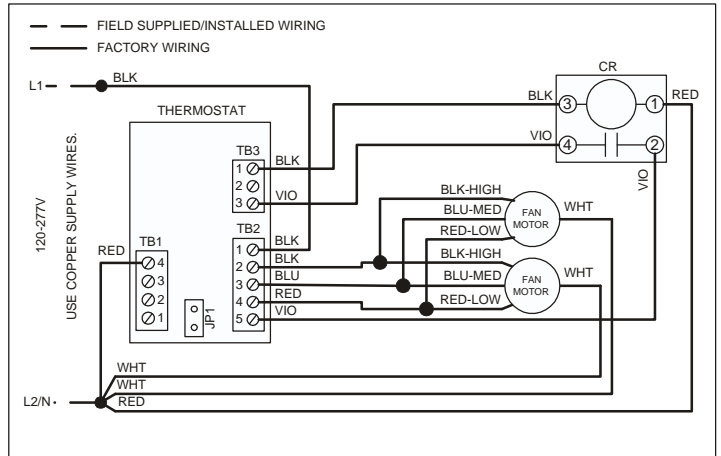 FIELD SUPPLIED/INSTALLED WIRING
FACTORY WIRING
L1
BLK
CR
THERMOSTAT
BLK
3
1
RED
VIO
4
2
VIO
TB3
1
BLK
2
3
VIO
120-277V
USE COPPER SUPPLY WIRES.
TB2
1
BLK
2
BLK
3
BLU
4
RED
5
VIO
RED
TB1
4
3
2
1
JP1
BLK-HIGH
BLU-MED
RED-LOW
FAN
MOTOR
WHT
BLK-HIGH
BLU-MED
RED-LOW
FAN
MOTOR
WHT
WHT
WHT
RED
L2/N